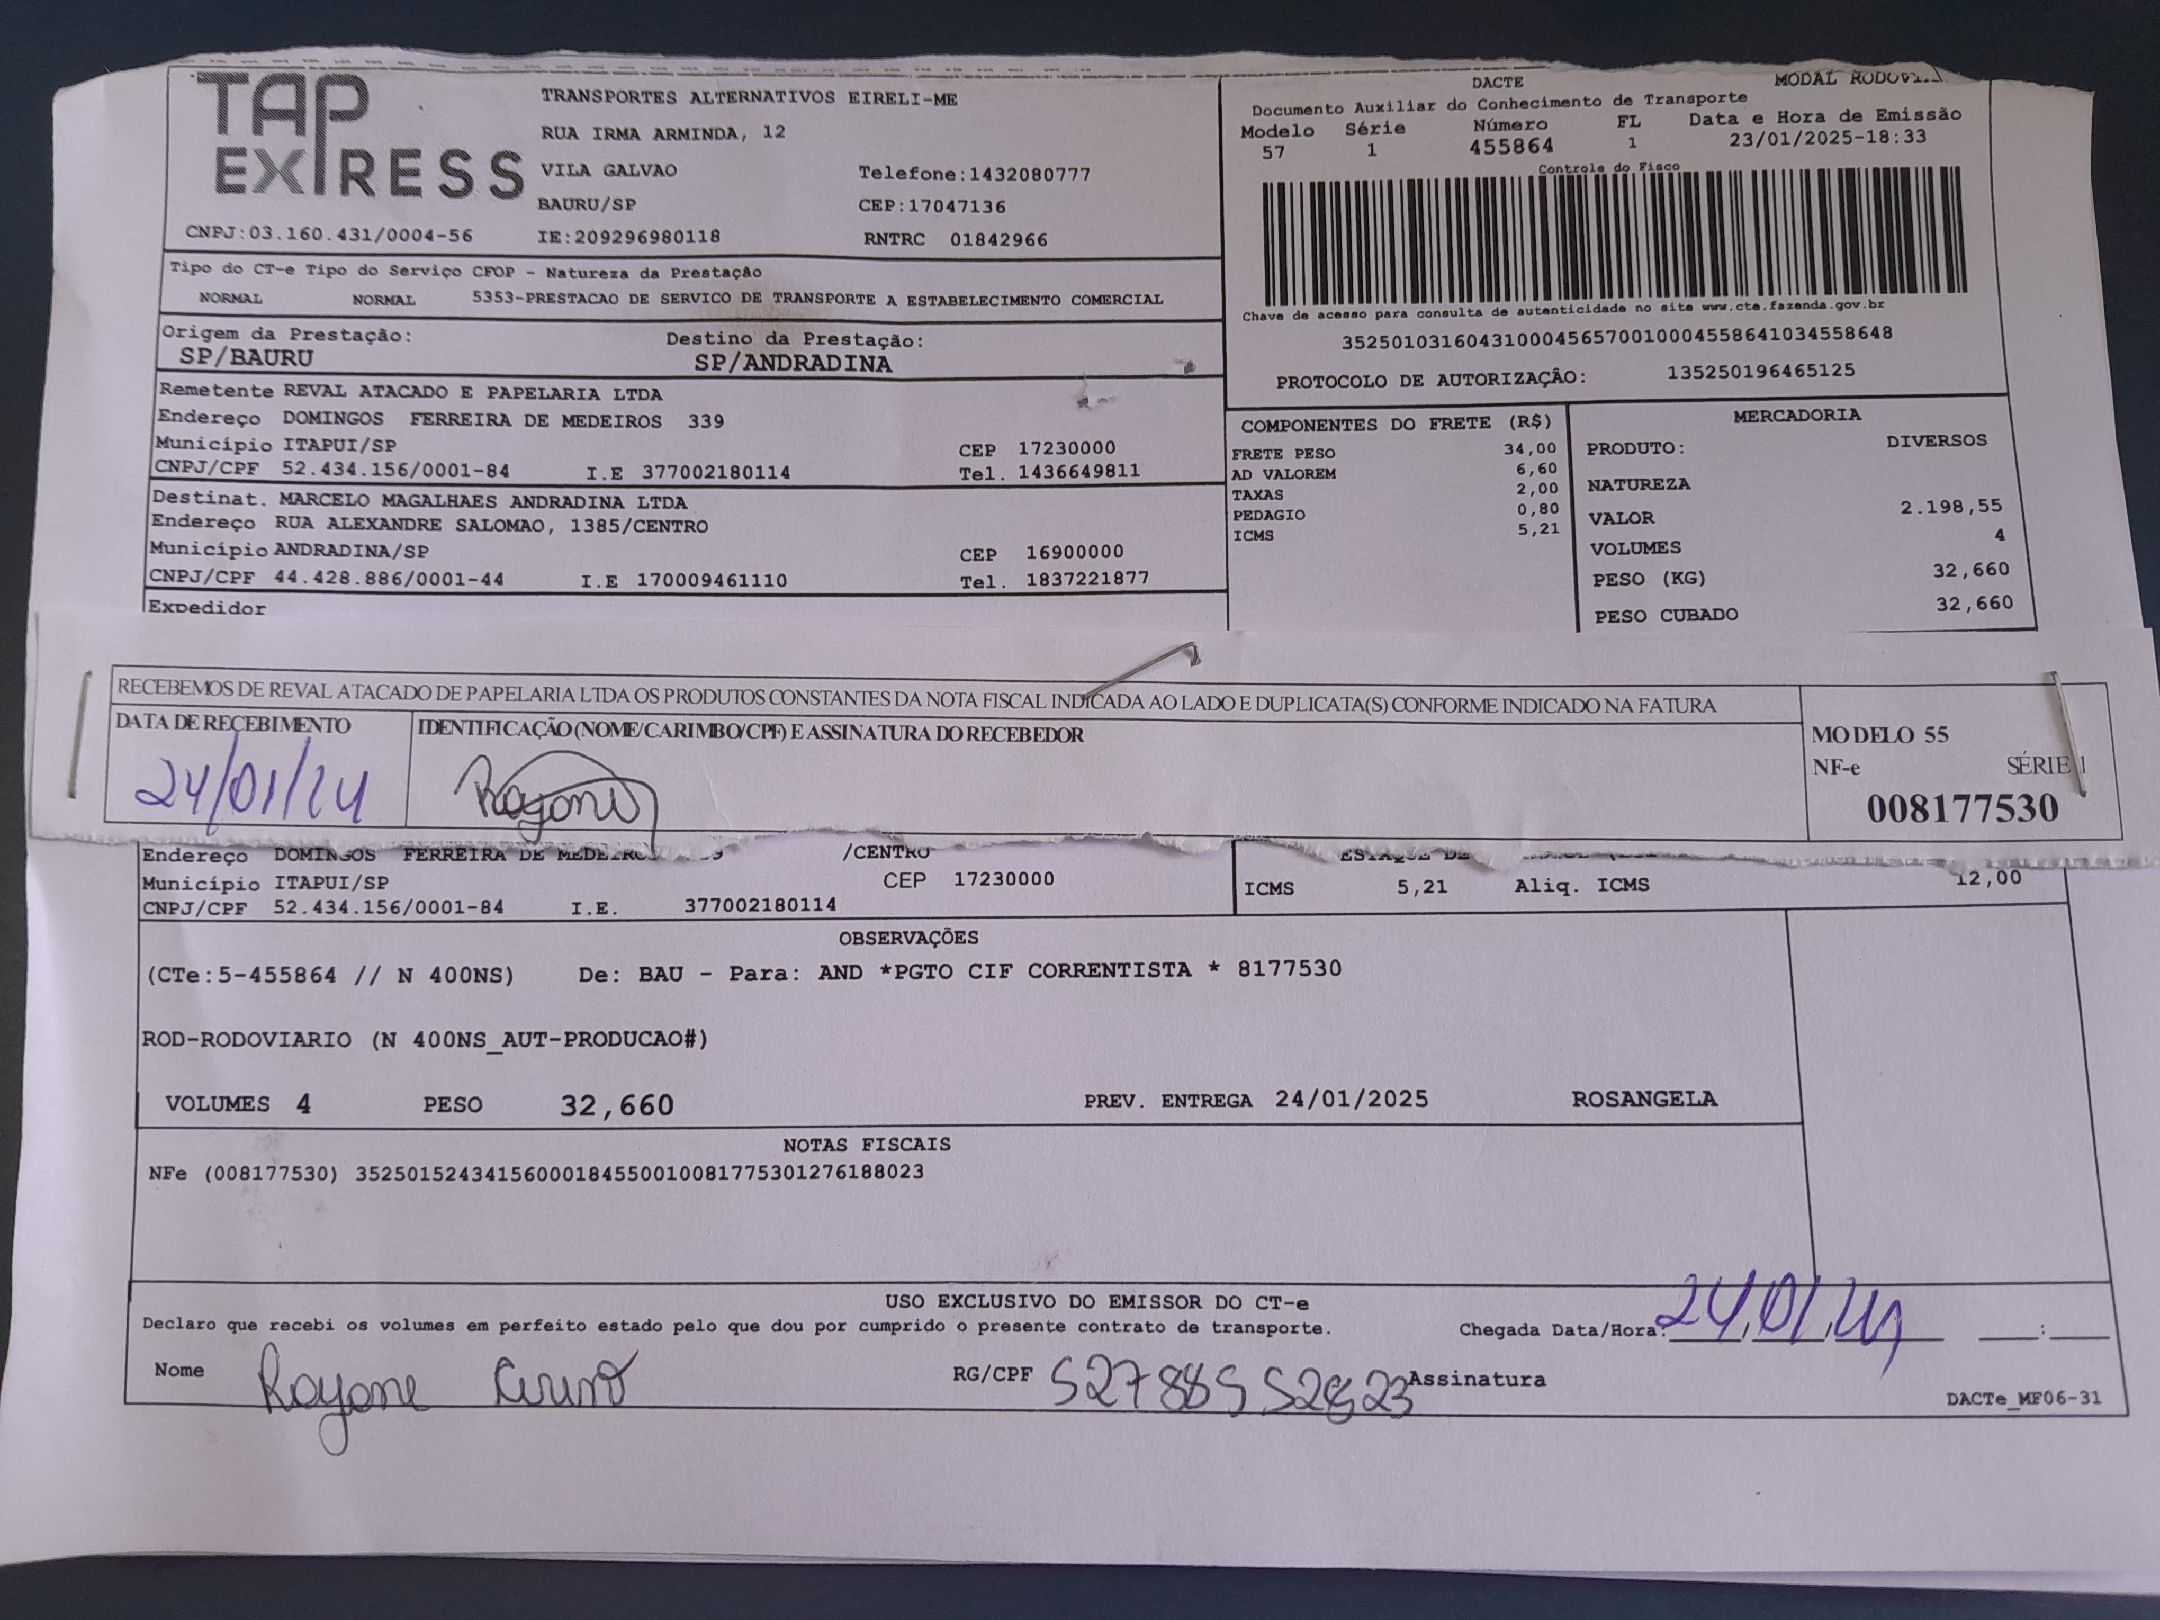 TAP
EXPRESS
TRANSPORTES ALTERNATIVOS EIRELI-ME
RUA IRMA ARMINDA, 12
VILA GALVAO Telefone:1432080777
BAURU/SP CEP:17047136
CNPJ:03.160.431/0004-56 IE:209296980118 RNTRC 01842966
DACTE MODAL
Documento Auxiliar do Conhecimento de Transporte
Modelo Série Número FL Data e Hora de Emissão
57 1 455864 1 23/01/2025-18:33
Controle do Fisco
Chave de acesso para consulta de autenticidade no site www.cte.fazenda.gov.br
35250103160431000456570010004558641034558648
PROTOCOLO DE AUTORIZAÇÃO: 135250196465125
Tipo do CT-e Tipo do Serviço CFOP - Natureza da Prestação
NORMAL NORMAL 5353-PRESTACAO DE SERVICO DE TRANSPORTE A ESTABELECIMENTO COMERCIAL
Origem da Prestação: Destino da Prestação:
SP/BAURU SP/ANDRADINA
Remetente REVAL ATACADO E PAPELARIA LTDA
Endereço DOMINGOS FERREIRA DE MEDEIROS 339
Município ITAPUI/SP CEP 17230000
CNPJ/CPF 52.434.156/0001-84 I.E 377002180114 Tel. 1436649811
Destinat. MARCELO MAGALHAES ANDRADINA LTDA
Endereço RUA ALEXANDRE SALOMAO, 1385/CENTRO
Município ANDRADINA/SP CEP 16900000
CNPJ/CPF 44.428.886/0001-44 I.E 170009461110 Tel. 1837221877
Expedidor
COMPONENTES DO FRETE (R$)
FRETE PESO 34,00
AD VALOREM 6,60
TAXAS 2,00
PEDAGIO 0,80
ICMS 5,21
MERCADORIA
PRODUTO: DIVERSOS
NATUREZA
VALOR 2.198,55
VOLUMES 4
PESO (KG) 32,660
PESO CUBADO 32,660
RECEBEMOS DE REVAL ATACADO DE PAPELARIA LTDA OS PRODUTOS CONSTANTES DA NOTA FISCAL INDICADA AO LADO E DUPLICATA(S) CONFORME INDICADO NA FATURA
DATA DE RECEBIMENTO IDENTIFICAÇÃO (NOME/CARIMBO/CPF) E ASSINATURA DO RECEBEDOR
24/01/24
MODELO 55
NF-e SÉRIE 1
008177530
Endereço DOMINGOS FERREIRA DE /CENTRO
Município ITAPUI/SP CEP 17230000
CNPJ/CPF 52.434.156/0001-84 I.E. 377002180114
ICMS 5,21 Aliq. ICMS 12,00
OBSERVAÇÕES
(CTe:5-455864 // N 400NS) De: BAU - Para: AND *PGTO CIF CORRENTISTA * 8177530
ROD-RODOVIARIO (N 400NS_AUT-PRODUCAO#)
VOLUMES 4 PESO 32,660 PREV. ENTREGA 24/01/2025 ROSANGELA
NOTAS FISCAIS
NFe (008177530) 35250152434156000184550010081775301276188023
USO EXCLUSIVO DO EMISSOR DO CT-e
Declaro que recebi os volumes em perfeito estado pelo que dou por cumprido o presente contrato de transporte. Chegada Data/Hora: 24/01/ :
Nome Rayane RG/CPF Assinatura
DACTe_MF06-31